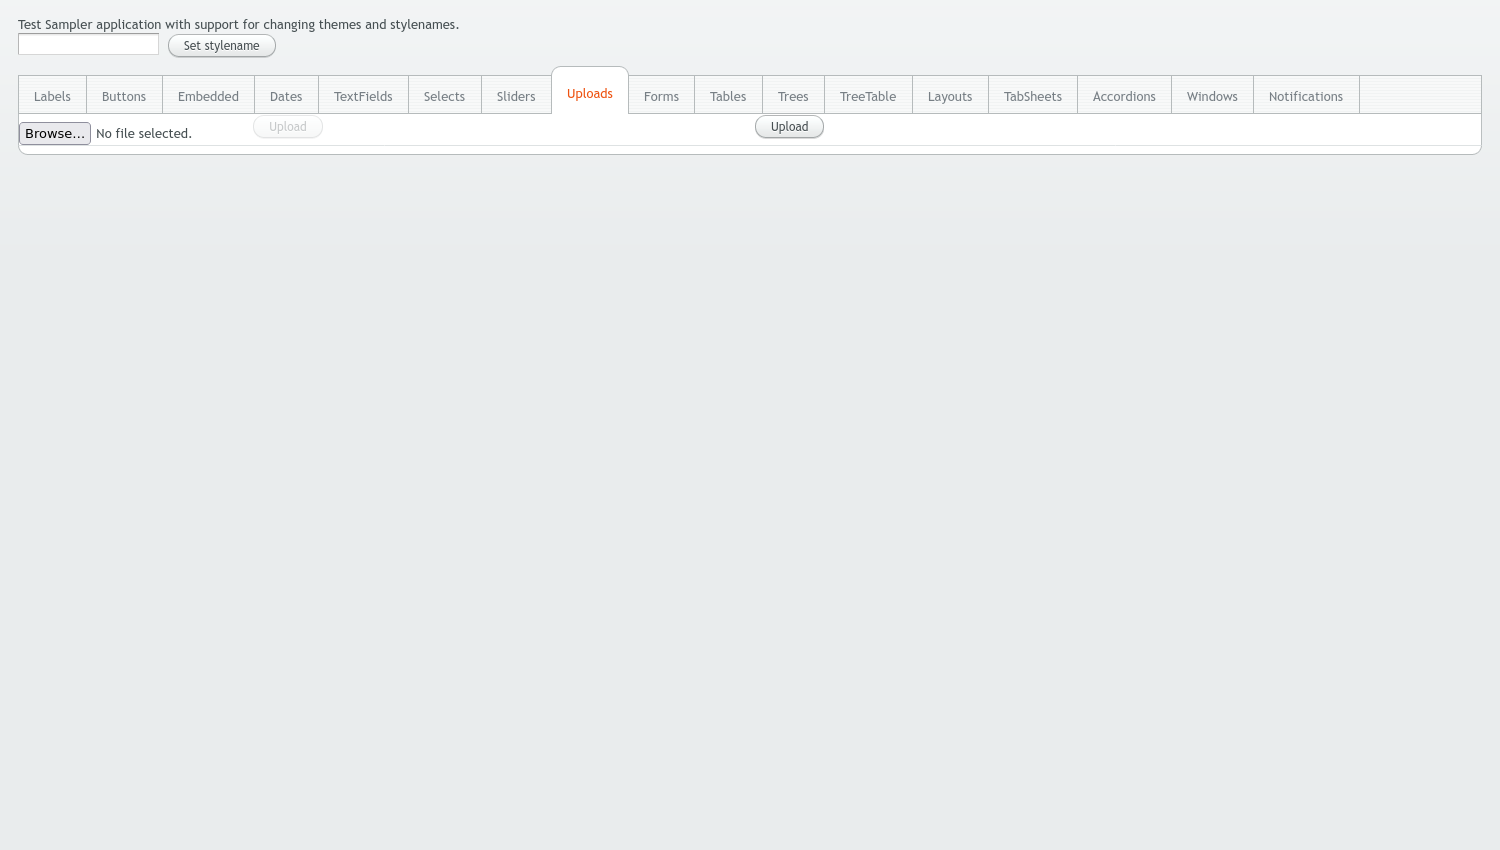 Test Sampler application with support for changing themes and stylenames.
Set stylename
Labels Buttons Embedded Dates TextFields Selects Sliders Uploads Forms Tables Trees TreeTable Layouts TabSheets Accordions Windows Notifications
Browse... No file selected. Upload Upload